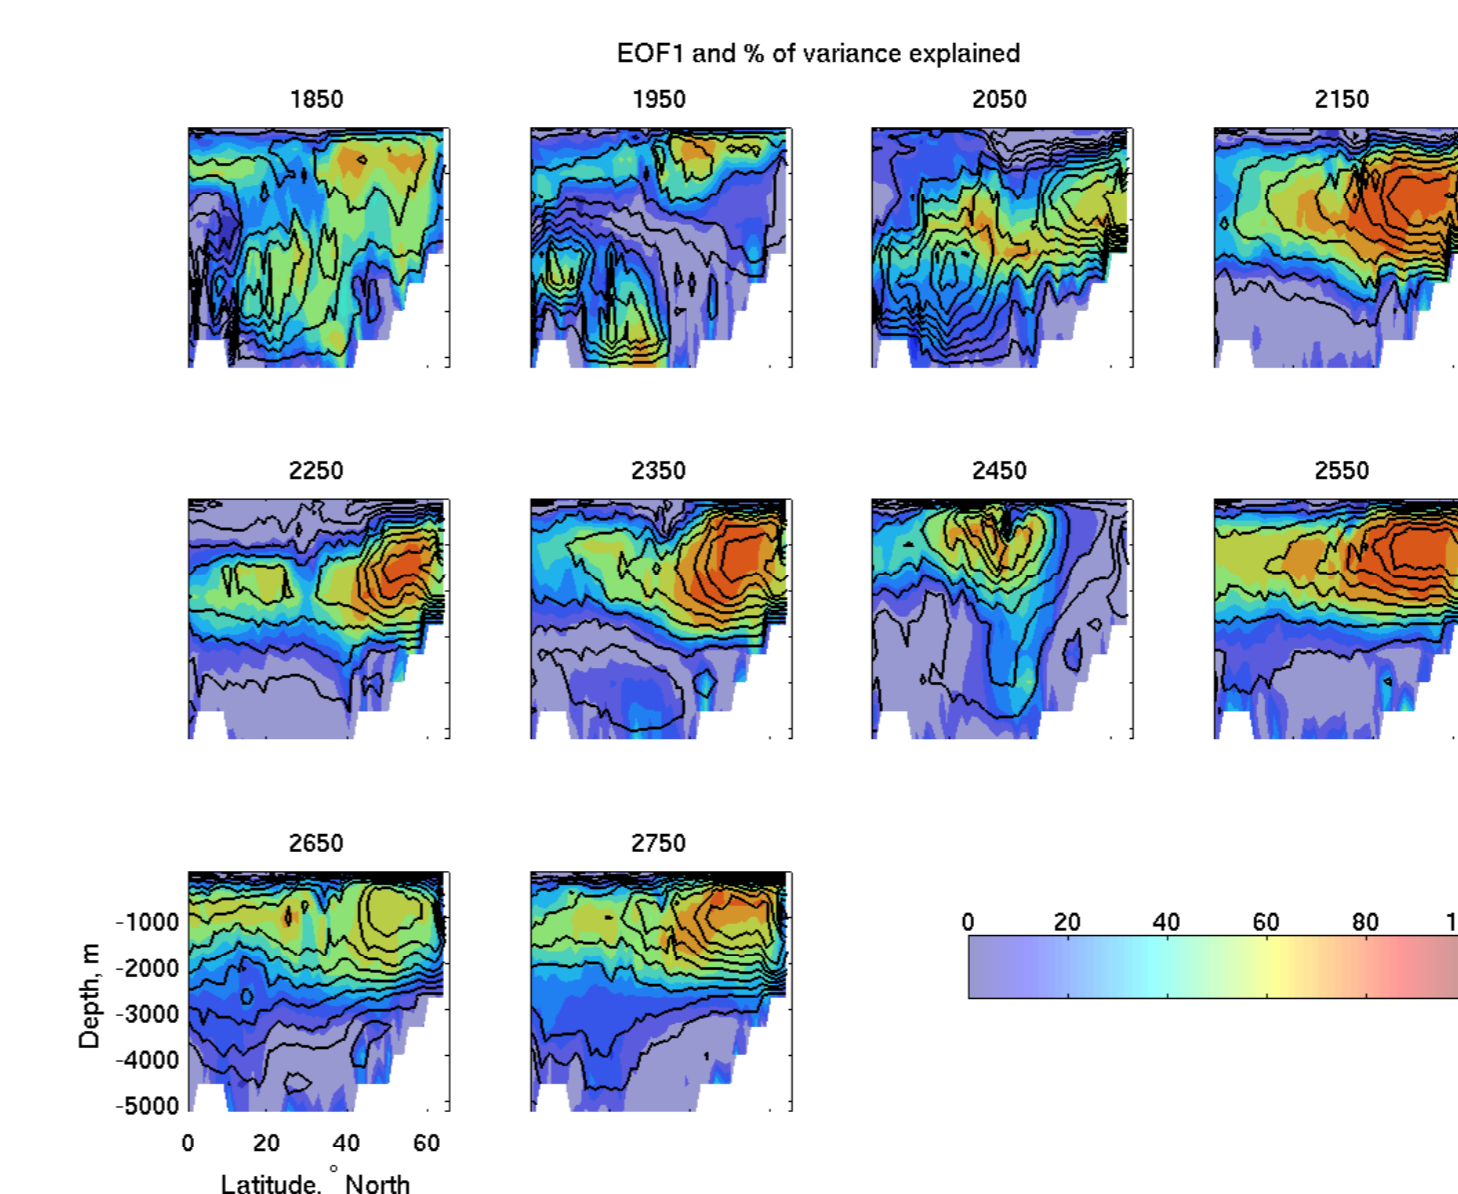 EOF1 and % of variance explained
1850 1950 2050 2150
2250 2350 2450 2550
2650 2750
-1000
-2000
-3000
-4000
-5000
Depth, m
0 20 40 60
Latitude, ° North
0 20 40 60 80